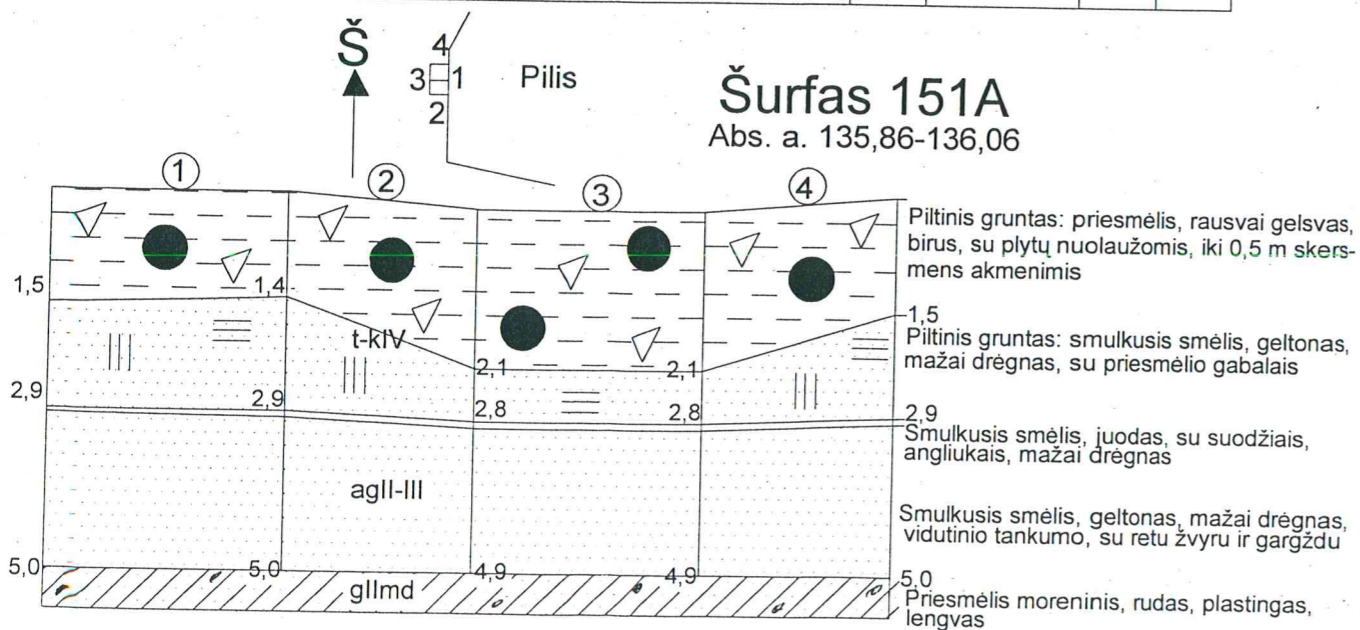 Š
4
3 1
2
Pilis
Šurfas 151A
Abs. a. 135,86-136,06
1
2
3
4
Piltinis gruntas: priesmėlis, rausvai gelsvas,
birus, su plytų nuolaužomis, iki 0,5 m skers-
mens akmenimis
1,5
1,4
t-kIV
2,1
2,1
1,5
Piltinis gruntas: smulkusis smėlis, geltonas,
mažai drėgnas, su priesmėlio gabalais
2,9
2,9
2,8
2,8
2,9
Smulkusis smėlis, juodas, su suodžiais,
angliukais, mažai drėgnas
agII-III
Smulkusis smėlis, geltonas, mažai drėgnas,
vidutinio tankumo, su retu žvyru ir gargždu
5,0
5,0
4,9
4,9
5,0
gIImd
Priesmėlis moreninis, rudas, plastingas,
lengvas